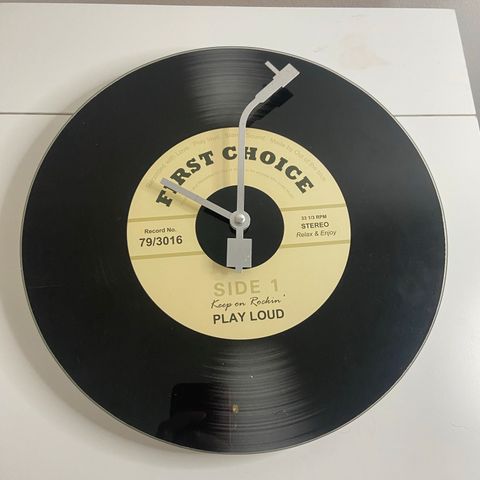 FIRST CHOICE
Record No.
79/3016
33 1/3 RPM
STEREO
Relax & Enjoy
SIDE 1
Keep on Rockin'
PLAY LOUD